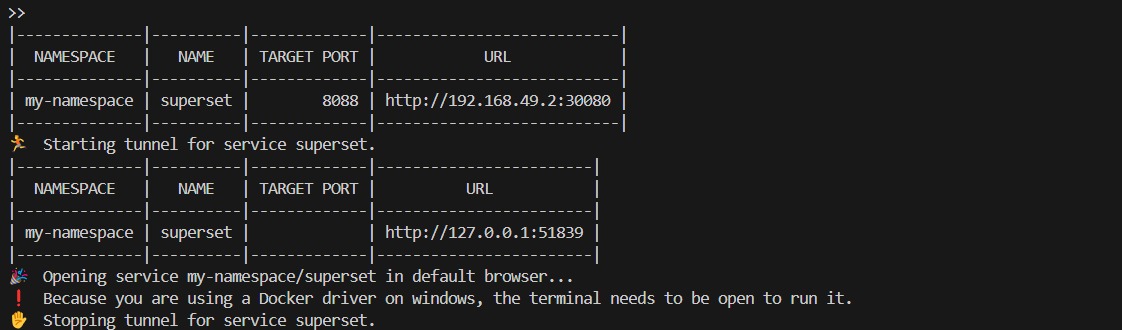 >>
|--------------|----------|-------------|---------------------------|
|  NAMESPACE   |   NAME   | TARGET PORT |            URL            |
|--------------|----------|-------------|---------------------------|
| my-namespace | superset |        8088 | http://192.168.49.2:30080 |
|--------------|----------|-------------|---------------------------|
🏃 Starting tunnel for service superset.
|--------------|----------|-------------|------------------------|
|  NAMESPACE   |   NAME   | TARGET PORT |          URL           |
|--------------|----------|-------------|------------------------|
| my-namespace | superset |             | http://127.0.0.1:51839 |
|--------------|----------|-------------|------------------------|
🎉 Opening service my-namespace/superset in default browser...
❗ Because you are using a Docker driver on windows, the terminal needs to be open to run it.
✋ Stopping tunnel for service superset.